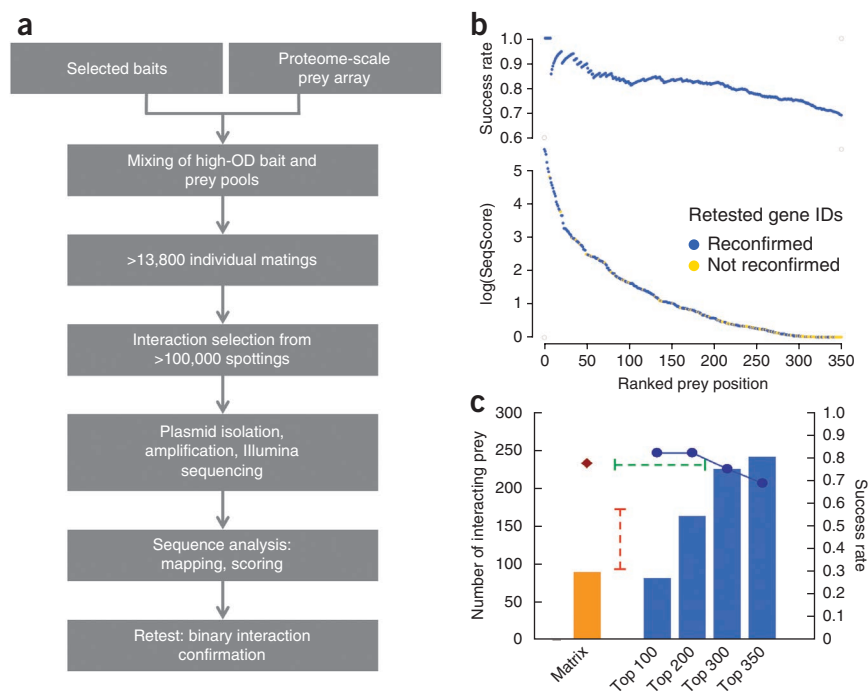 a
Selected baits
Proteome-scale
prey array
Mixing of high-OD bait and
prey pools
>13,800 individual matings
Interaction selection from
>100,000 spottings
Plasmid isolation,
amplification, Illumina
sequencing
Sequence analysis:
mapping, scoring
Retest: binary interaction
confirmation
b
Success rate
1.0
0.9
0.8
0.7
0.6
log(SeqScore)
5
4
3
2
1
0
Retested gene IDs
Reconfirmed
Not reconfirmed
0
50
100
150
200
250
300
350
Ranked prey position
c
Number of interacting prey
300
250
200
150
100
50
0
1.0
0.9
0.8
0.7
0.6
0.5
0.4
0.3
0.2
0.1
0
Success rate
Matrix
Top 100
Top 200
Top 300
Top 350